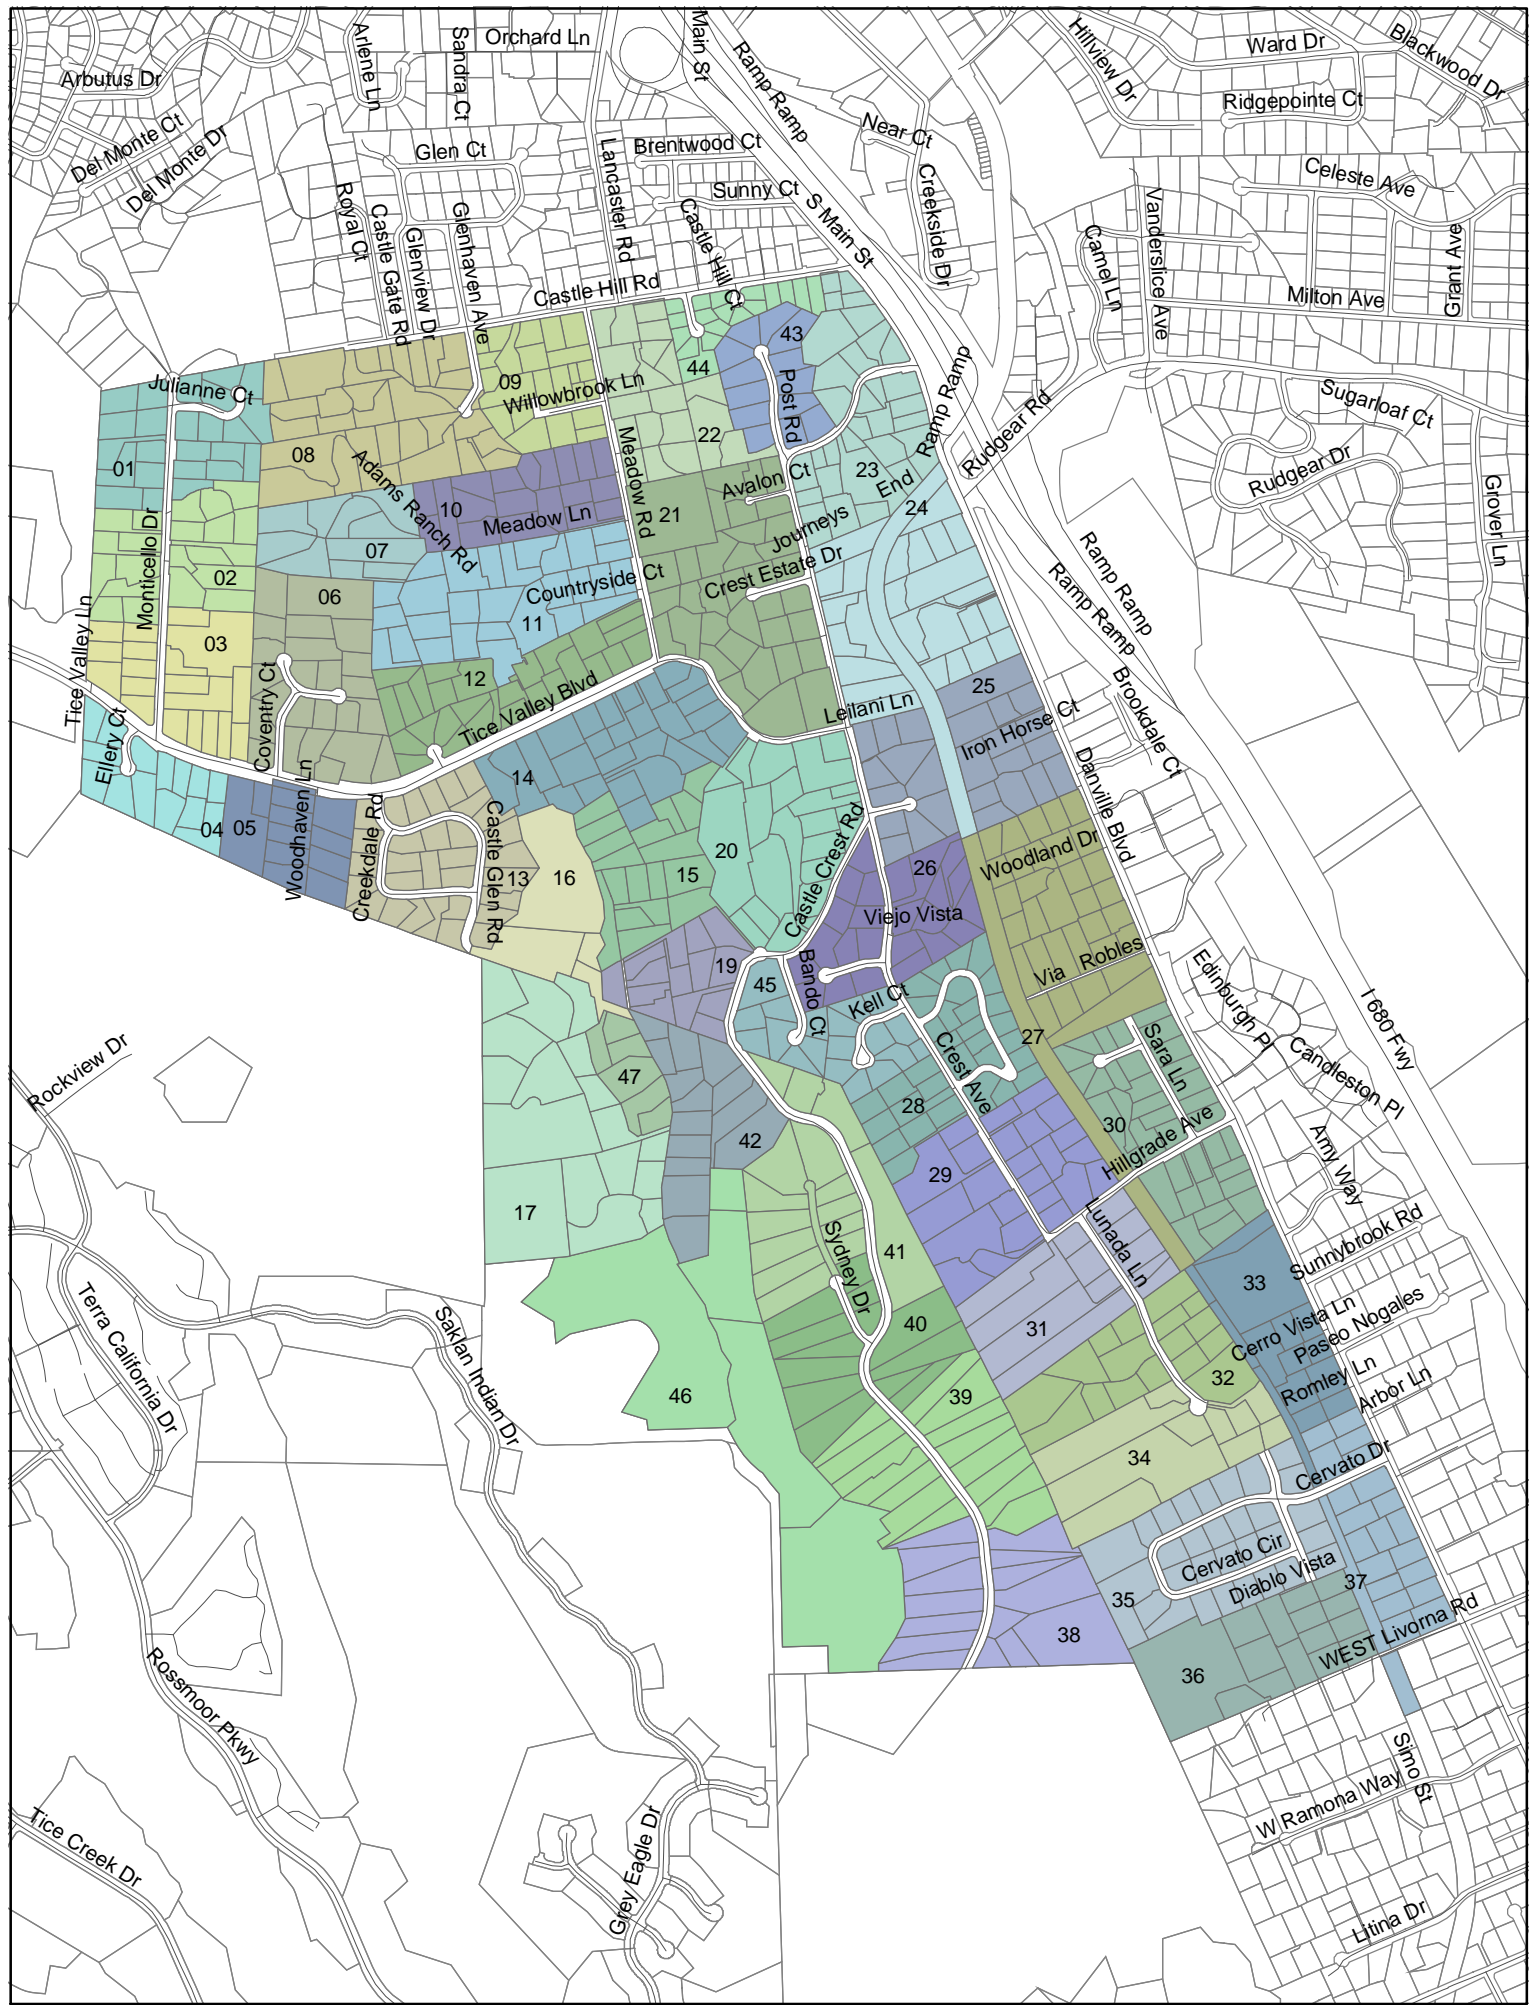 Main St
Orchard Ln
Arlene Ln
Sandra Ct
Ramp Ramp
Hillview Dr
Ward Dr
Blackwood Dr
Arbutus Dr
Ridgepointe Ct
Near Ct
Del Monte Ct
Del Monte Dr
Glen Ct
Brentwood Ct
Lancaster Rd
Sunny Ct
Creekside Dr
Celeste Ave
Royal Ct
Castle Gate Rd
Glenview Dr
Glenhaven Ave
Castle Hill Ct
S Main St
Camel Ln
Vanderslice Ave
Grant Ave
Castle Hill Rd
Milton Ave
43
44
Julianne Ct
09
Willowbrook Ln
Post Rd
Ramp Ramp
Rudgear Rd
Sugarloaf Ct
01
08
22
23
Adams Ranch Rd
Meadow Rd
Avalon Ct
Journeys End
Rudgear Dr
Grover Ln
10
Meadow Ln
21
24
Monticello Dr
07
02
06
Countryside Ct
Crest Estate Dr
Ramp Ramp
Ramp Ramp
11
03
Tice Valley Ln
12
Coventry Ct
Tice Valley Blvd
Leilani Ln
25
Iron Horse Ct
Brookdale Ct
Ellery Ct
14
Danville Blvd
04
05
Woodhaven Ln
Creekdale Rd
Castle Glen Rd
13
16
15
20
Castle Crest Rd
26
Woodland Dr
Viejo Vista
19
45
Bando Ct
Kell Ct
Via Robles
Edinburgh Pl
I 680 Fwy
27
Rockview Dr
47
Crest Ave
Sara Ln
Candleston Pl
28
30
Hillgrade Ave
Amy Way
42
29
17
Lunada Ln
41
Sydney Dr
33
Sunnybrook Rd
Terra California Dr
Saklan Indian Dr
40
31
Cerro Vista Ln
Paseo Nogales
46
39
32
Romley Ln
Arbor Ln
34
Cervato Dr
Cervato Cir
Diablo Vista
35
37
38
WEST Livorna Rd
36
Rossmoor Pkwy
Simo St
W Ramona Way
Tice Creek Dr
Grey Eagle Dr
Litina Dr